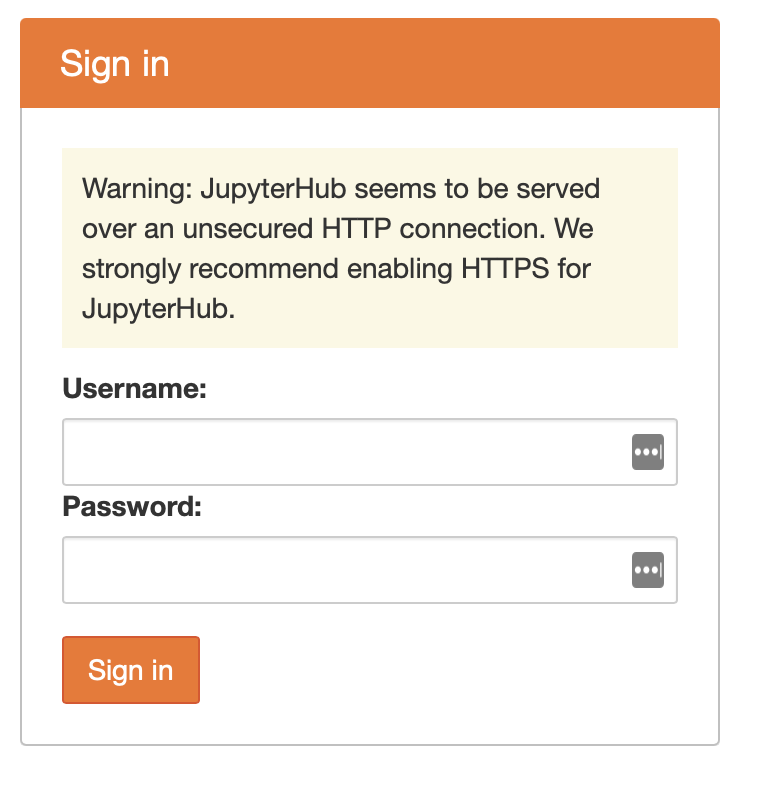 Sign in
Warning: JupyterHub seems to be served
over an unsecured HTTP connection. We
strongly recommend enabling HTTPS for
JupyterHub.
Username:
Password:
Sign in